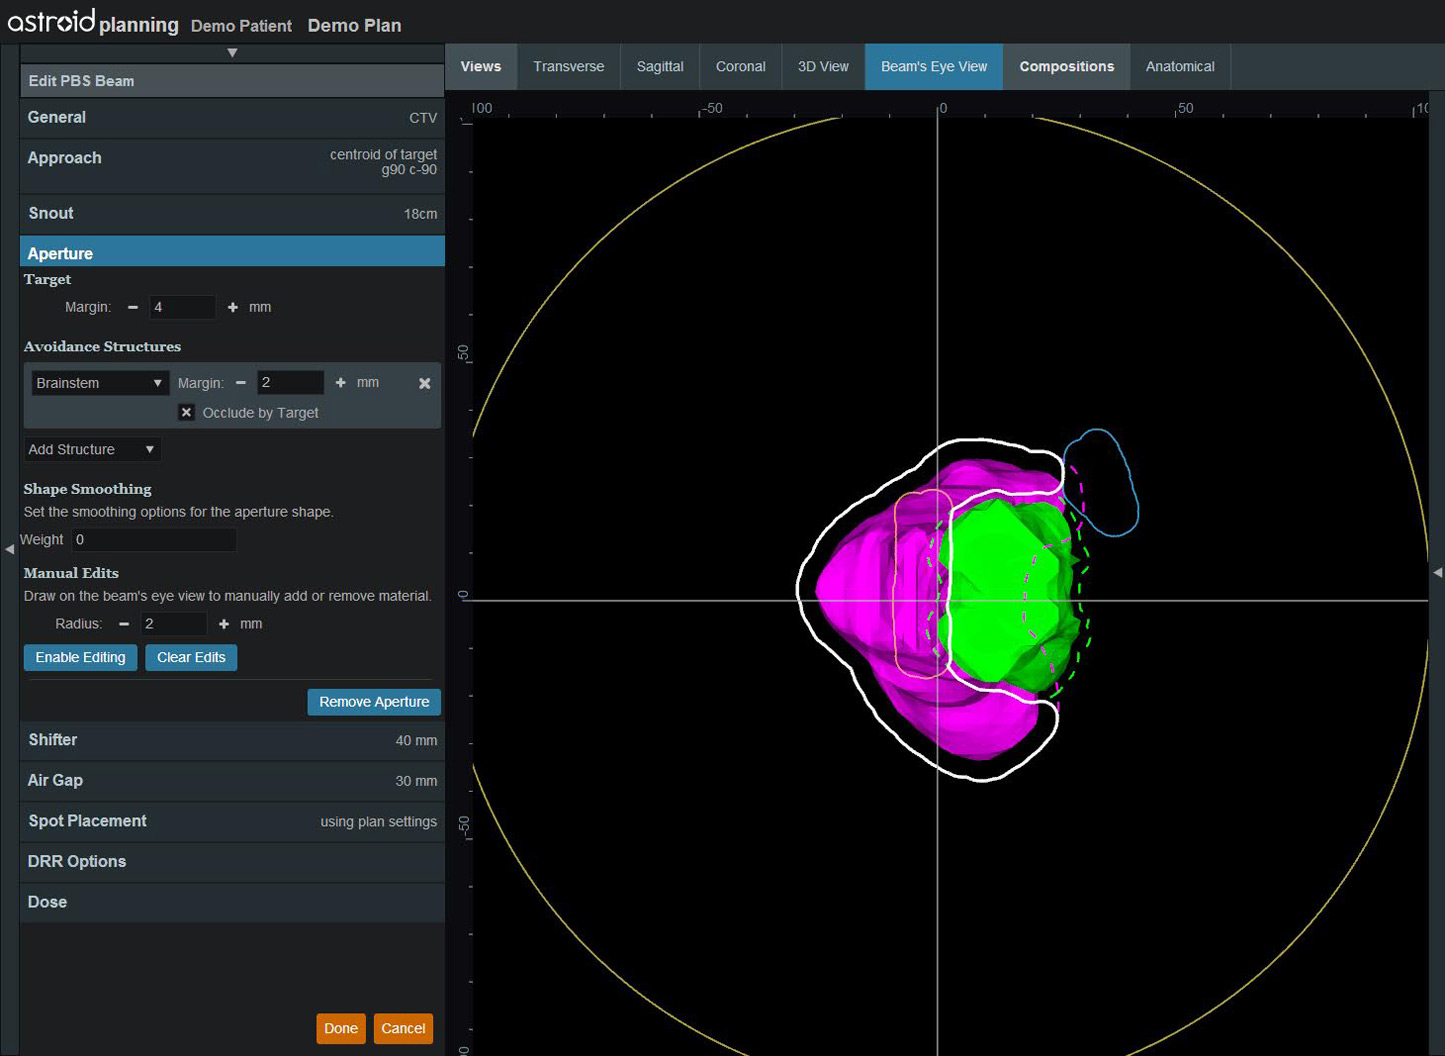 astroid planning Demo Patient Demo Plan
Edit PBS Beam
General CTV
Approach centroid of target
g90 c-90
Snout 18cm
Aperture
Target
Margin: 4 mm
Avoidance Structures
Brainstem Margin: 2 mm
Occlude by Target
Add Structure
Shape Smoothing
Set the smoothing options for the aperture shape.
Weight 0
Manual Edits
Draw on the beam's eye view to manually add or remove material.
Radius: 2 mm
Enable Editing Clear Edits
Remove Aperture
Shifter 40 mm
Air Gap 30 mm
Spot Placement using plan settings
DRR Options
Dose
Done Cancel
Views Transverse Sagittal Coronal 3D View Beam's Eye View Compositions Anatomical
100 -50 0 50 10
50
0
-50